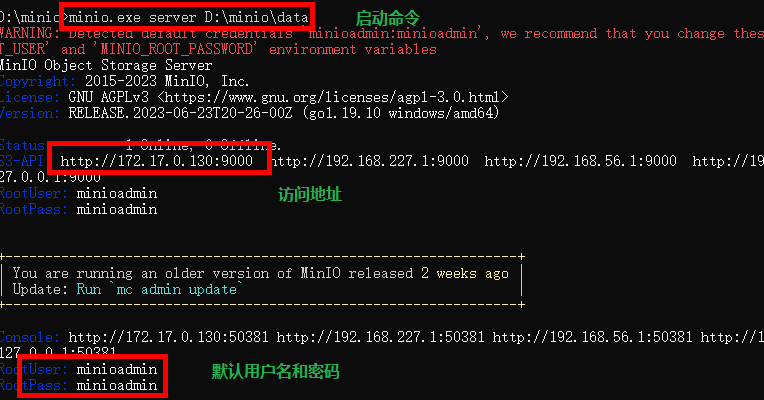 D:\minio>minio.exe server D:\minio\data 启动命令
WARNING: Detected default credentials 'minioadmin:minioadmin', we recommend that you change thes
T_USER' and 'MINIO_ROOT_PASSWORD' environment variables
MinIO Object Storage Server
Copyright: 2015-2023 MinIO, Inc.
License: GNU AGPLv3 <https://www.gnu.org/licenses/agpl-3.0.html>
Version: RELEASE.2023-06-23T20-26-00Z (go1.19.10 windows/amd64)
Status: 1 Online, 0 Offline.
S3-API: http://172.17.0.130:9000 http://192.168.227.1:9000 http://192.168.56.1:9000 http://1
27.0.0.1:9000
RootUser: minioadmin 访问地址
RootPass: minioadmin
You are running an older version of MinIO released 2 weeks ago
Update: Run `mc admin update`
Console: http://172.17.0.130:50381 http://192.168.227.1:50381 http://192.168.56.1:50381 http://
127.0.0.1:50381
RootUser: minioadmin 默认用户名和密码
RootPass: minioadmin